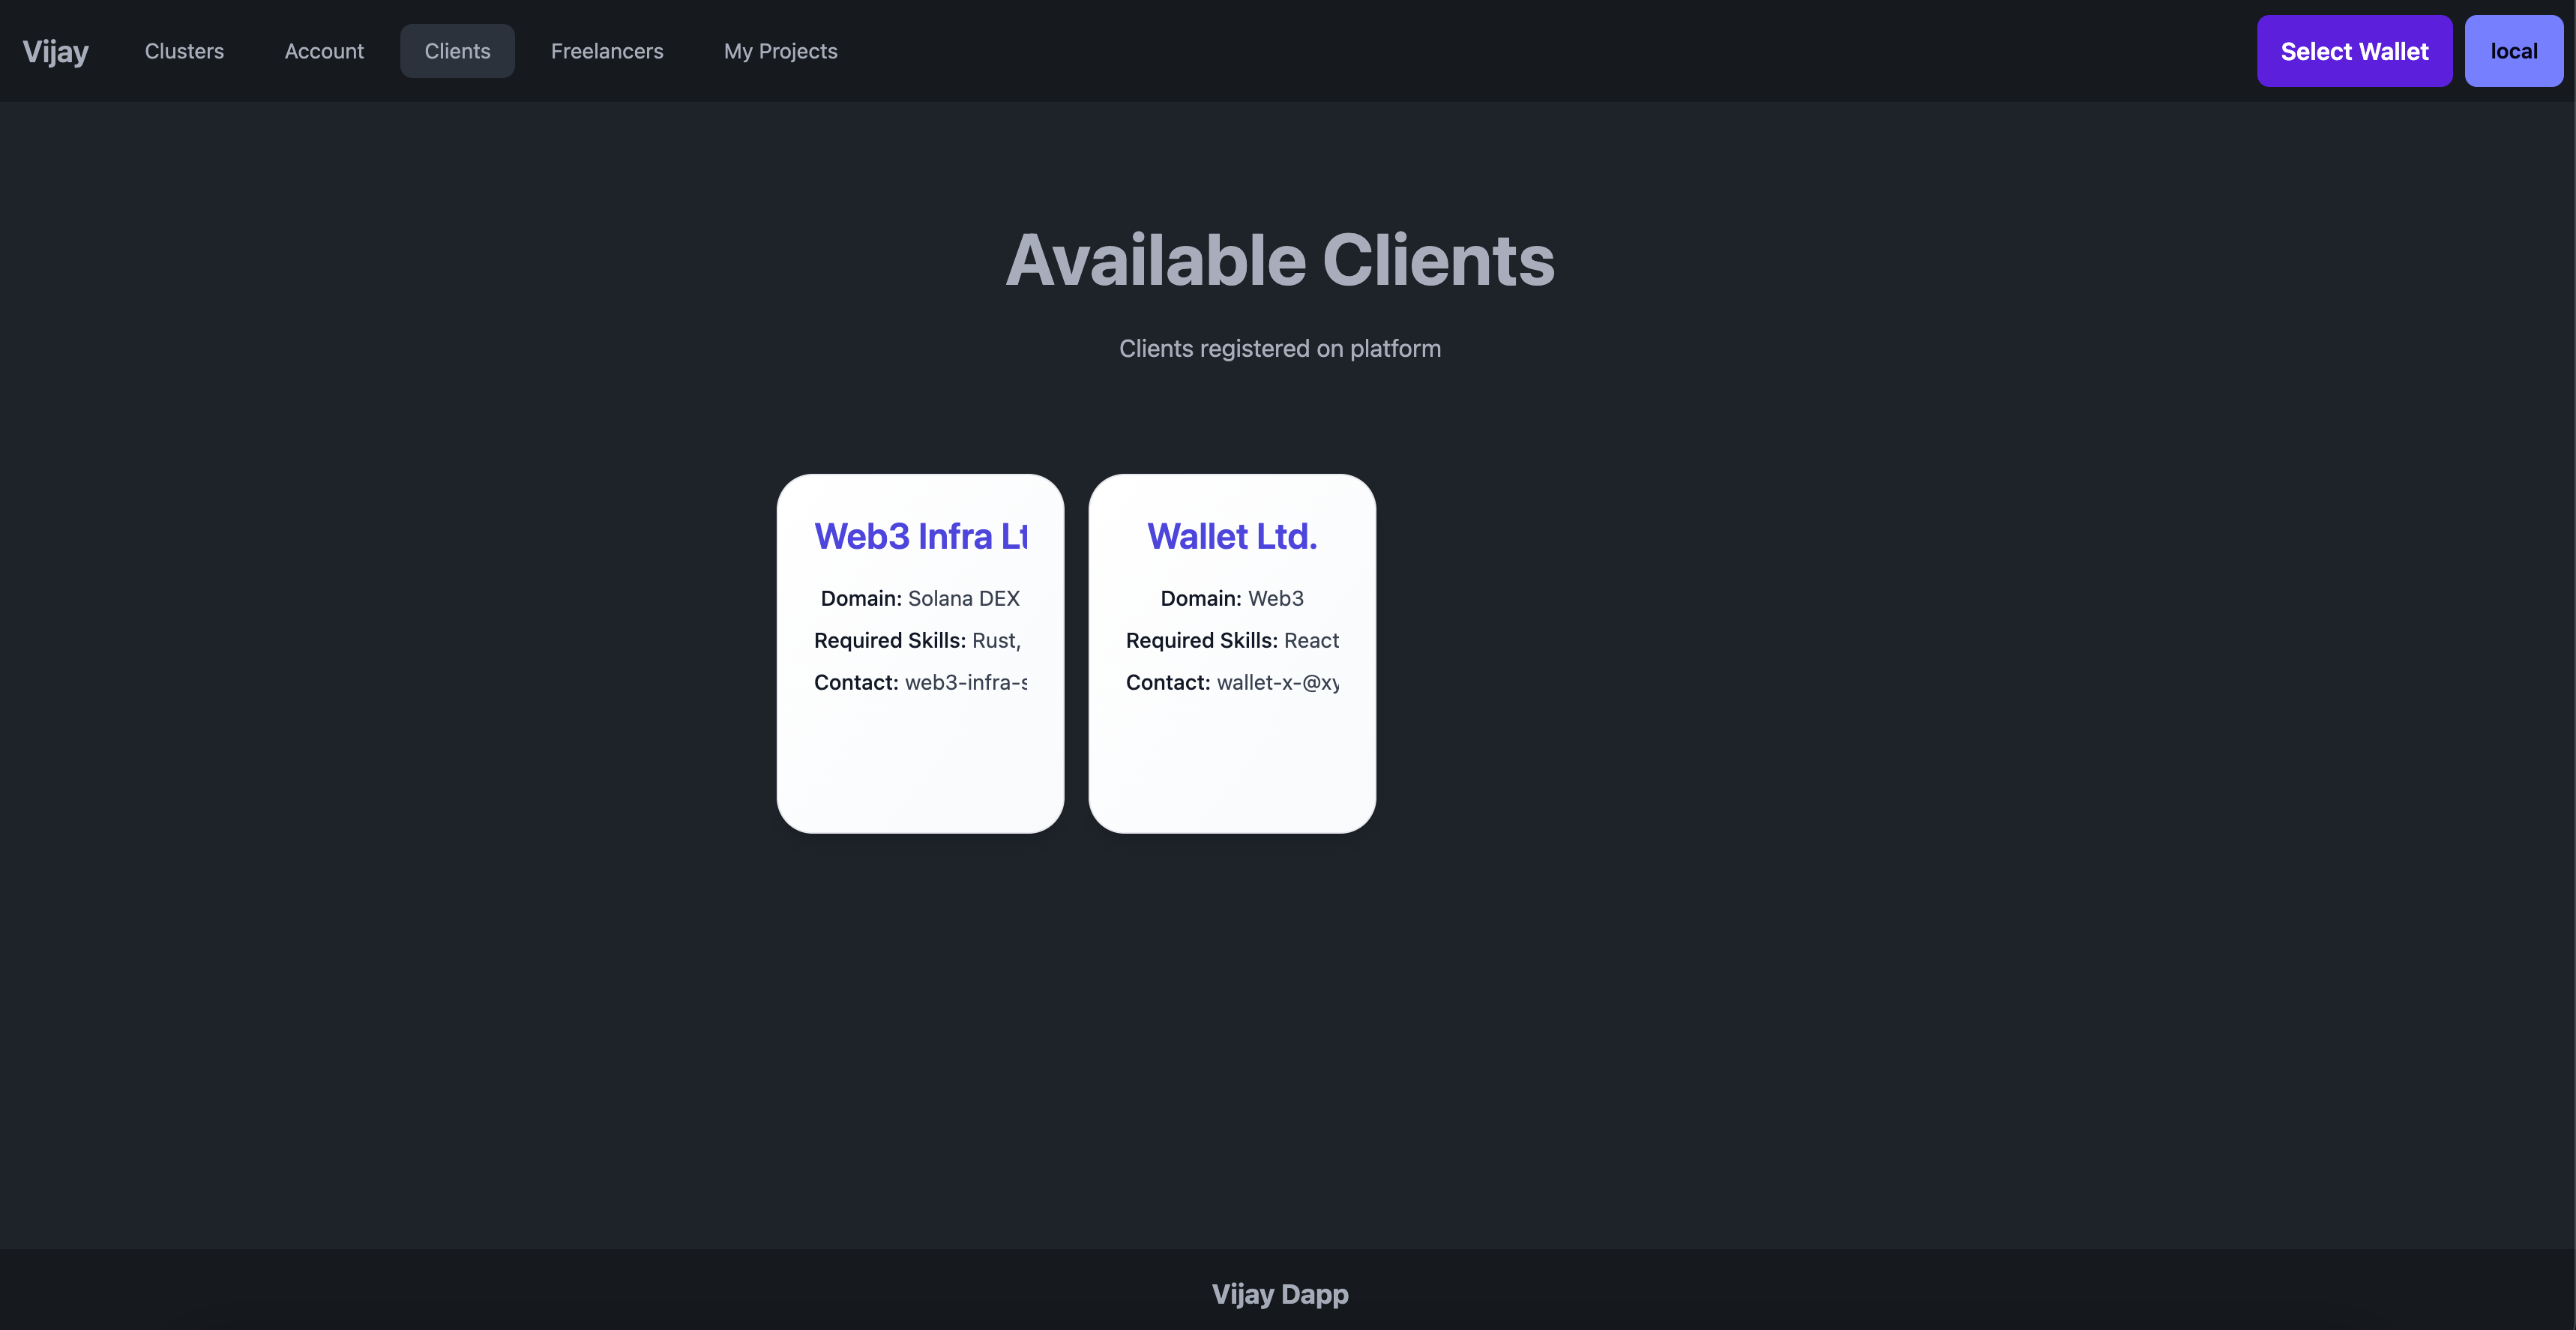 Vijay Clusters Account Clients Freelancers My Projects Select Wallet local
Available Clients
Clients registered on platform
Web3 Infra Lt
Domain: Solana DEX
Required Skills: Rust,
Contact: web3-infra-s
Wallet Ltd.
Domain: Web3
Required Skills: React
Contact: wallet-x-@xy
Vijay Dapp